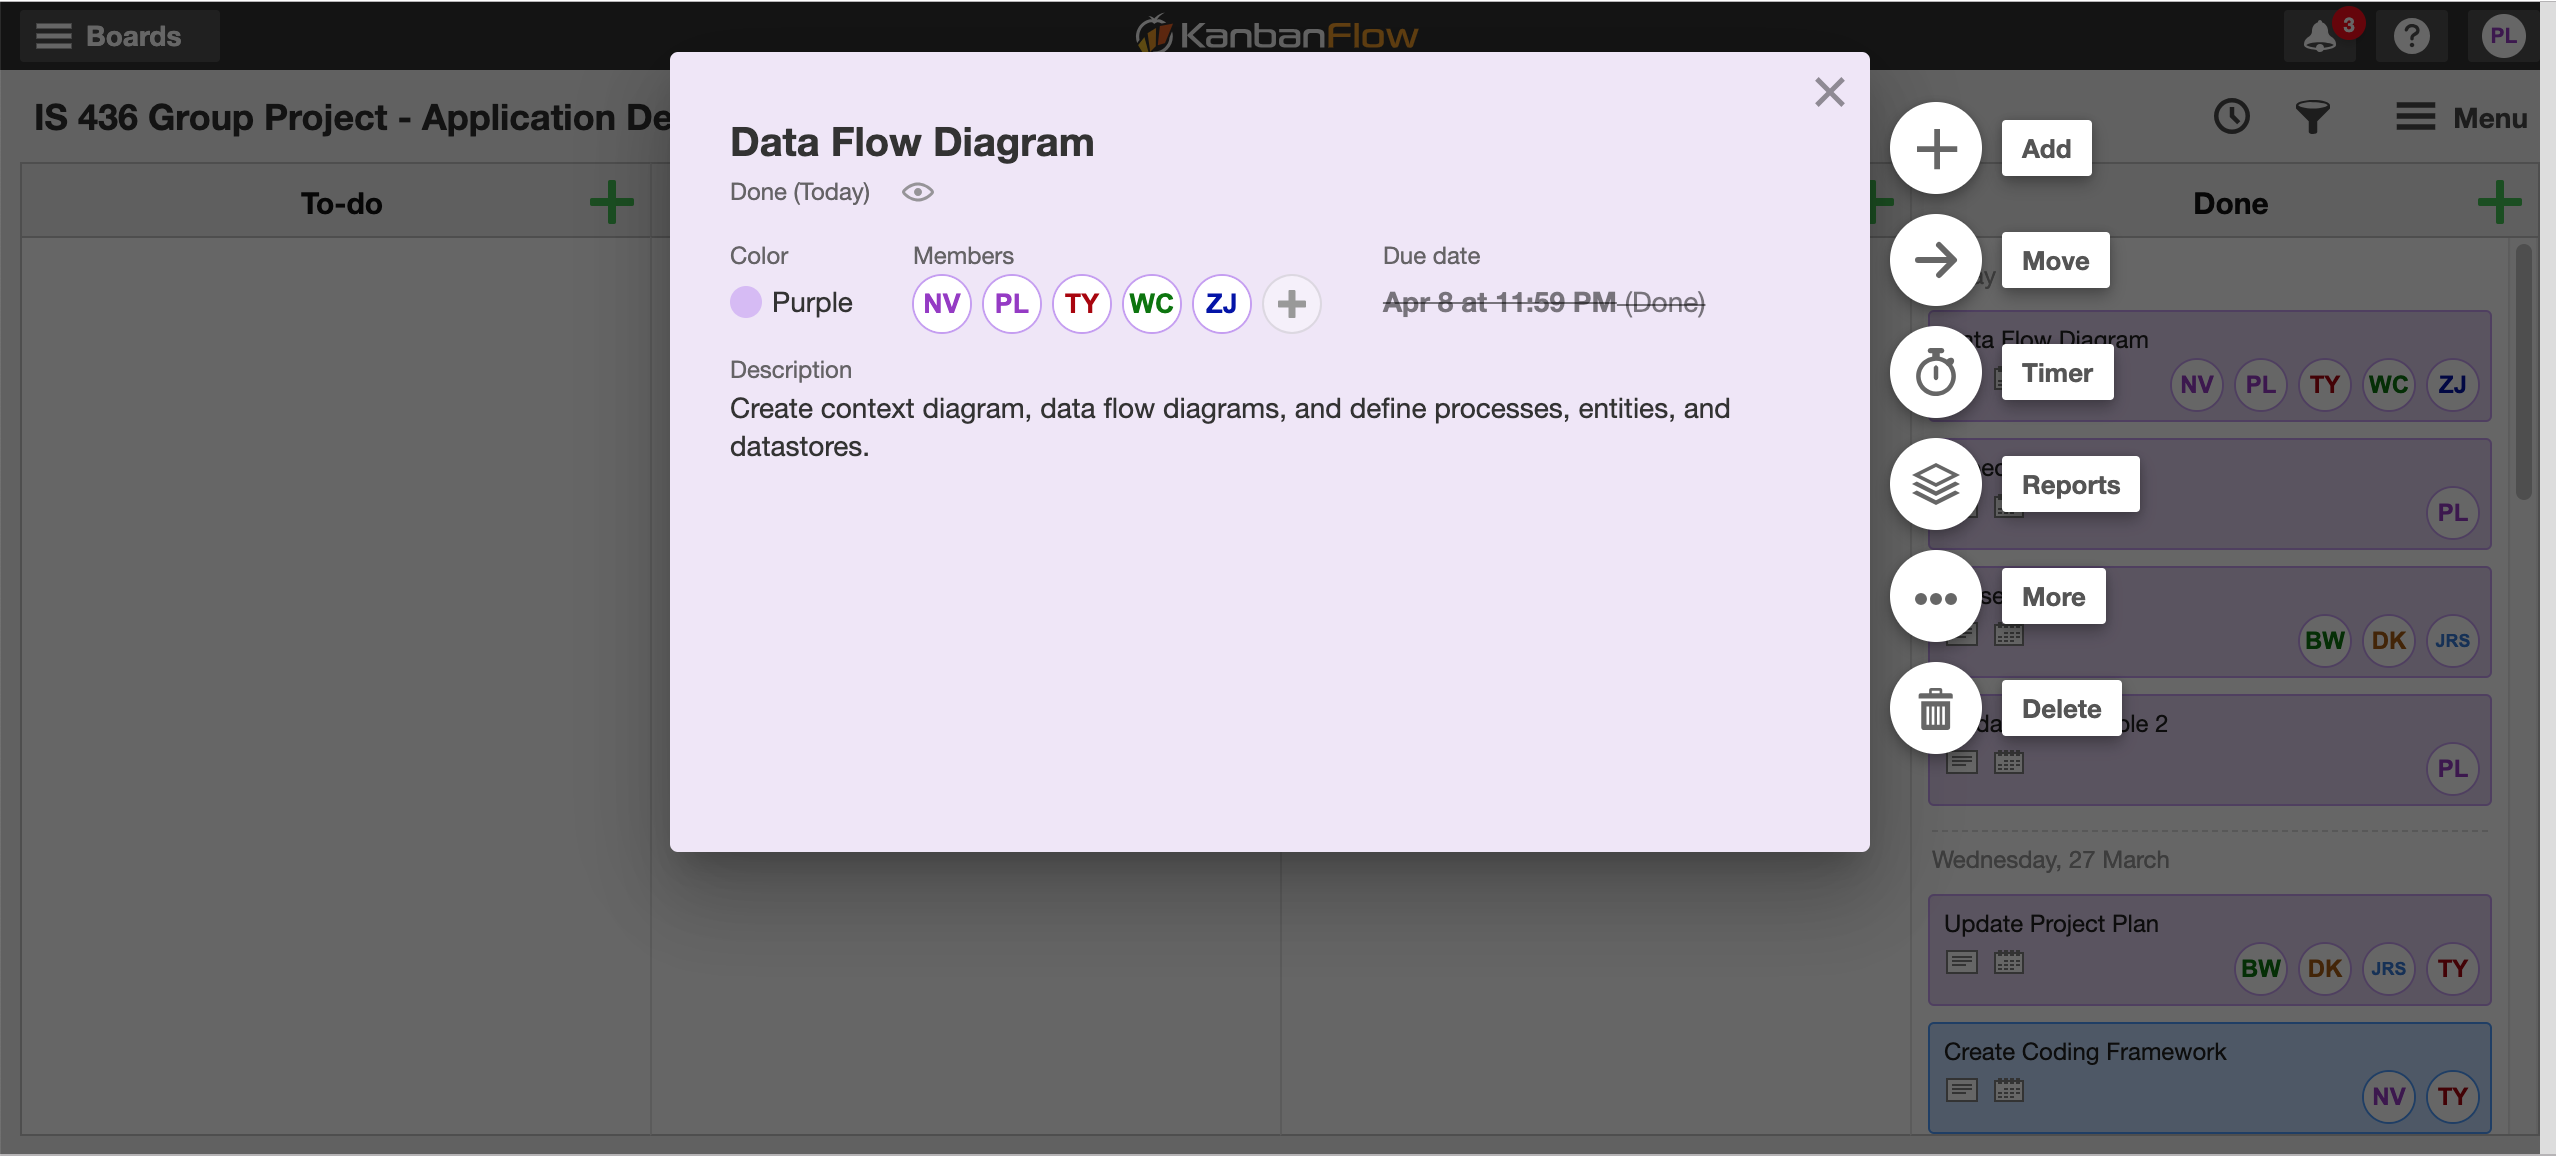 Boards
KanbanFlow
3
?
PL
IS 436 Group Project - Application De
Menu
To-do
Done
Data Flow Diagram
Done (Today)
Color
Members
Due date
Purple
NV PL TY WC ZJ
Apr 8 at 11:59 PM (Done)
Description
Create context diagram, data flow diagrams, and define processes, entities, and
datastores.
Add
Move
Timer
Reports
More
Delete
Flow Diagram
NV PL TY WC ZJ
PL
BW DK JRS
2
PL
Wednesday, 27 March
Update Project Plan
BW DK JRS TY
Create Coding Framework
NV TY